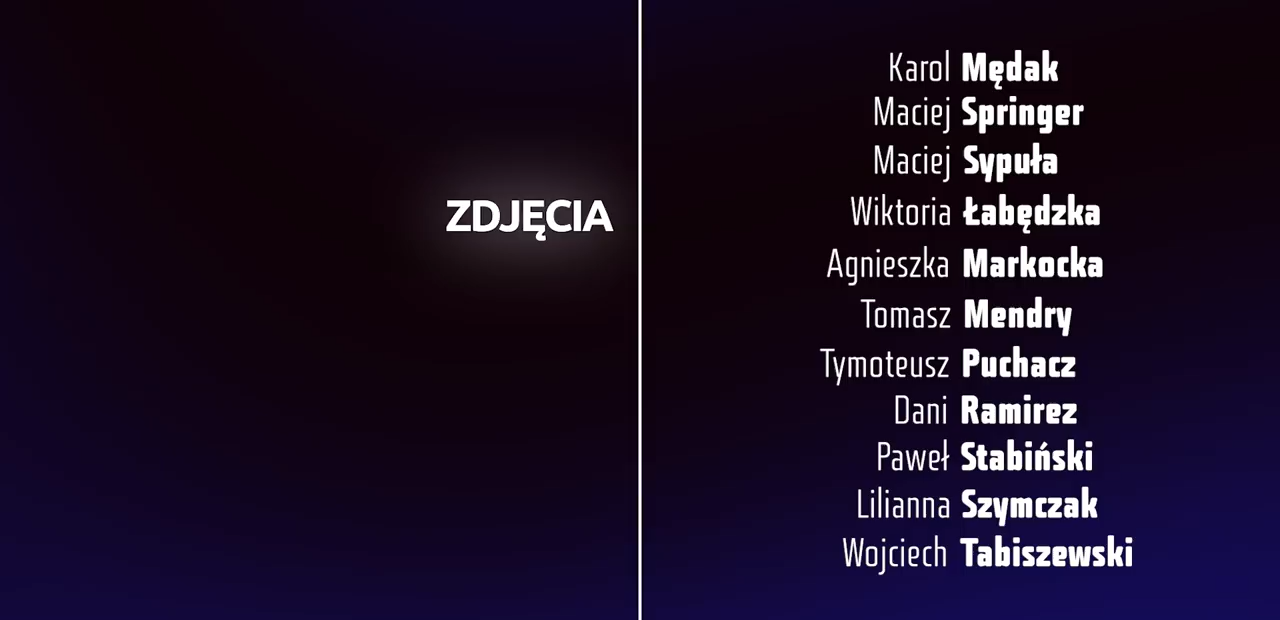 ZDJĘCIA
Karol Mędak
Maciej Springer
Maciej Sypuła
Wiktoria Łabędzka
Agnieszka Markocka
Tomasz Mendry
Tymoteusz Puchacz
Dani Ramirez
Paweł Stabiński
Lilianna Szymczak
Wojciech Tabiszewski